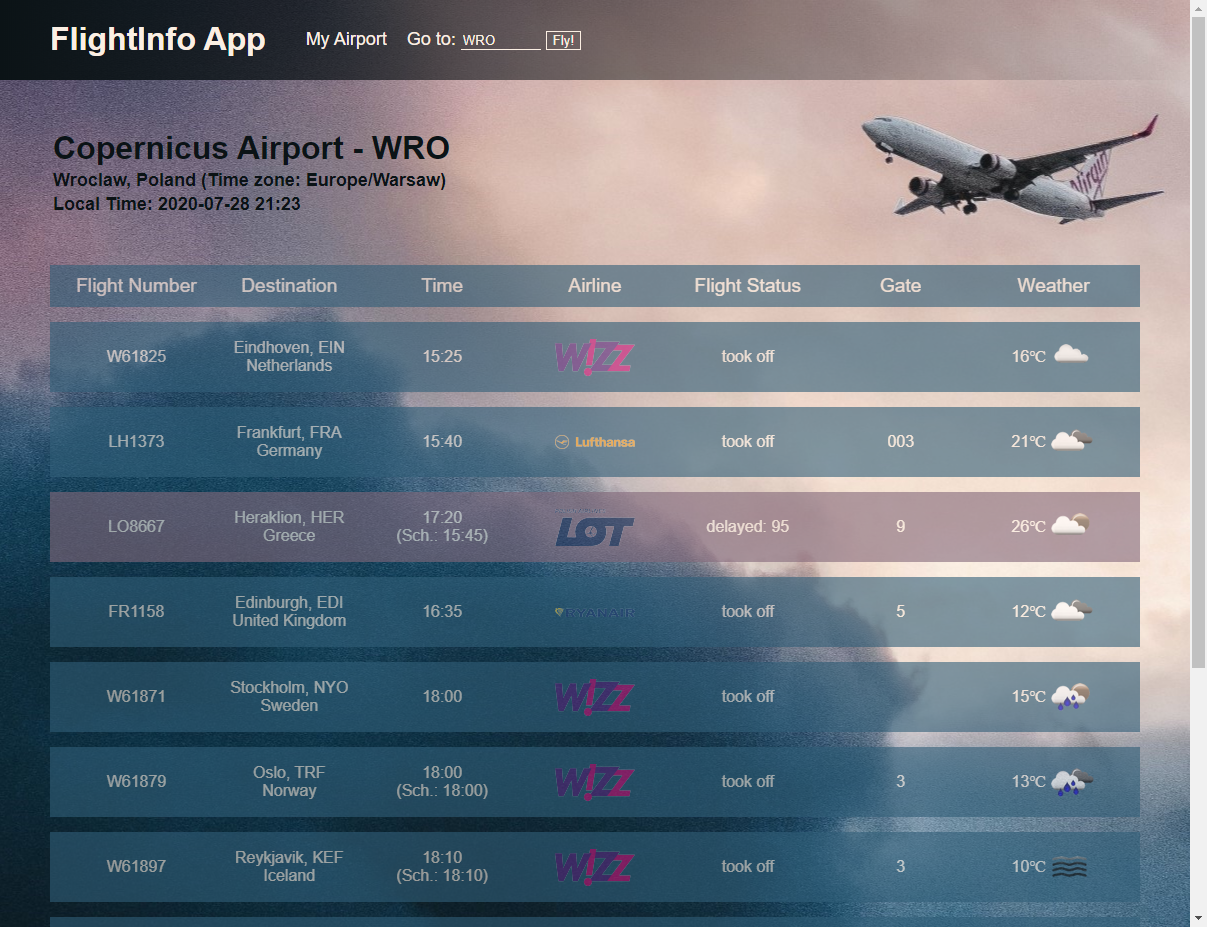 FlightInfo App My Airport Go to: WRO Fly!
Copernicus Airport - WRO
Wroclaw, Poland (Time zone: Europe/Warsaw)
Local Time: 2020-07-28 21:23
Virgin
Flight Number Destination Time Airline Flight Status Gate Weather
W61825 Eindhoven, EIN 15:25 WIZZ took off 16°C
Netherlands
LH1373 Frankfurt, FRA 15:40 Lufthansa took off 003 21°C
Germany
LO8667 Heraklion, HER 17:20 LOT delayed: 95 9 26°C
Greece (Sch.: 15:45)
FR1158 Edinburgh, EDI 16:35 RYANAIR took off 5 12°C
United Kingdom
W61871 Stockholm, NYO 18:00 WIZZ took off 15°C
Sweden
W61879 Oslo, TRF 18:00 WIZZ took off 3 13°C
Norway (Sch.: 18:00)
W61897 Reykjavik, KEF 18:10 WIZZ took off 3 10°C
Iceland (Sch.: 18:10)